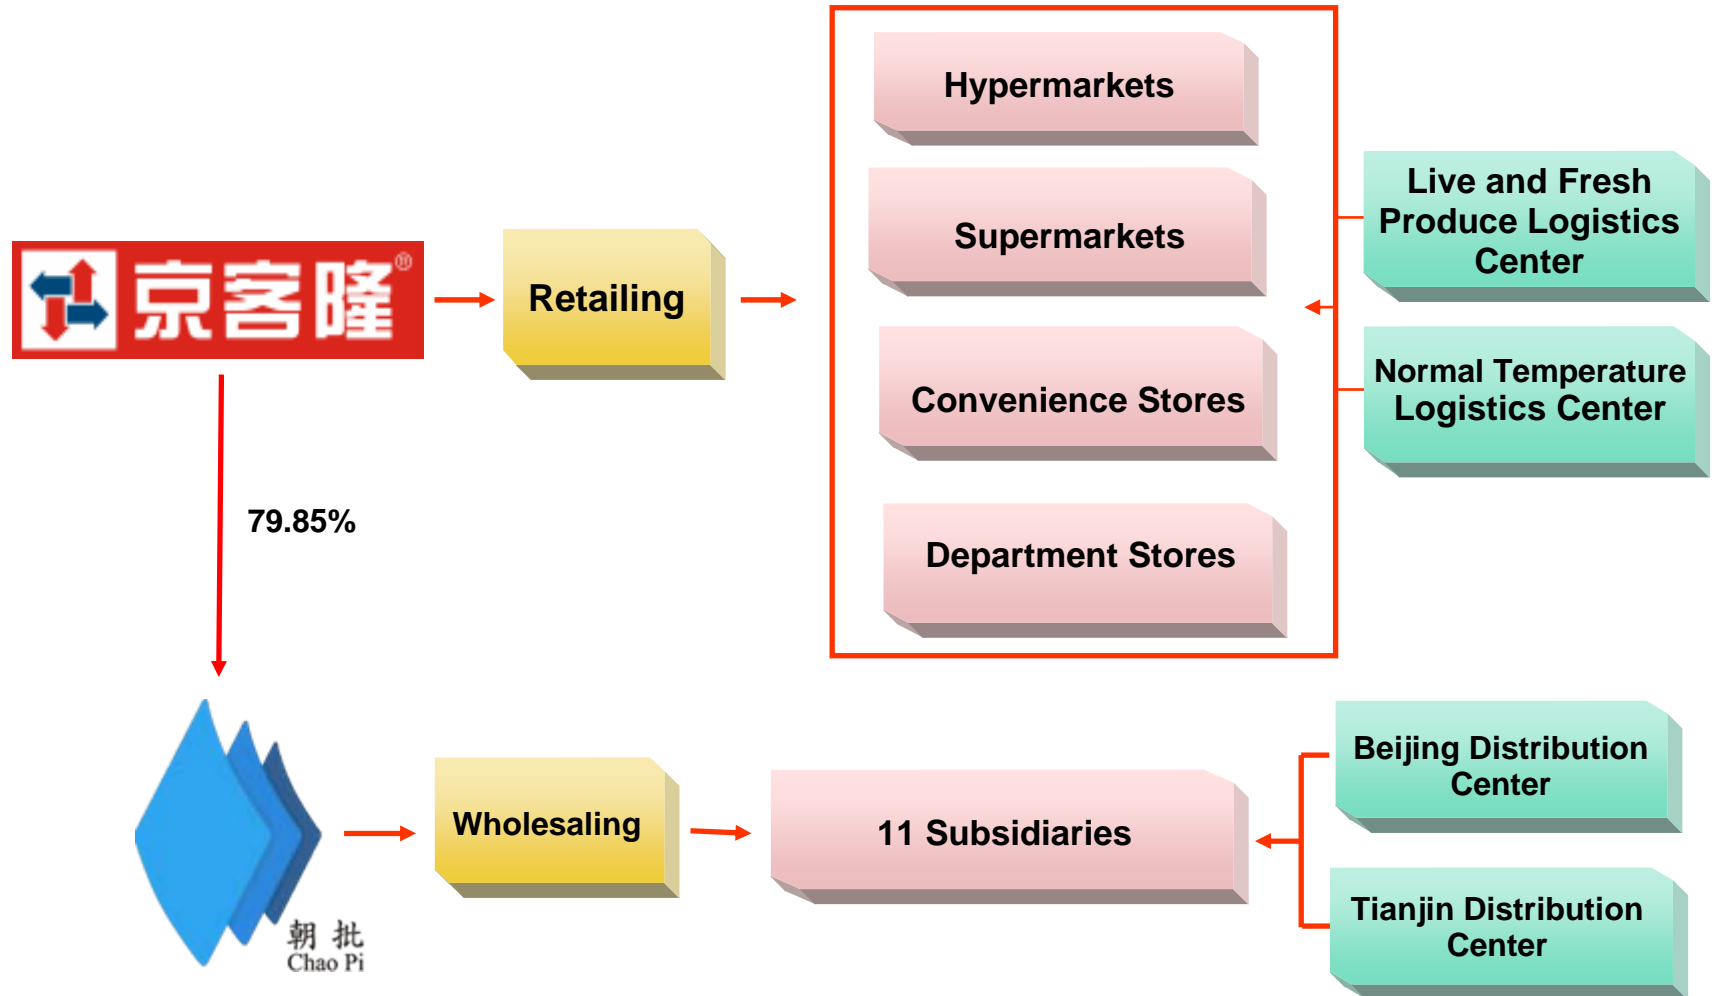 京客隆®
Retailing
Hypermarkets
Supermarkets
Convenience Stores
Department Stores
Live and Fresh
Produce Logistics
Center
Normal Temperature
Logistics Center
79.85%
朝批
Chao Pi
Wholesaling
11 Subsidiaries
Beijing Distribution
Center
Tianjin Distribution
Center